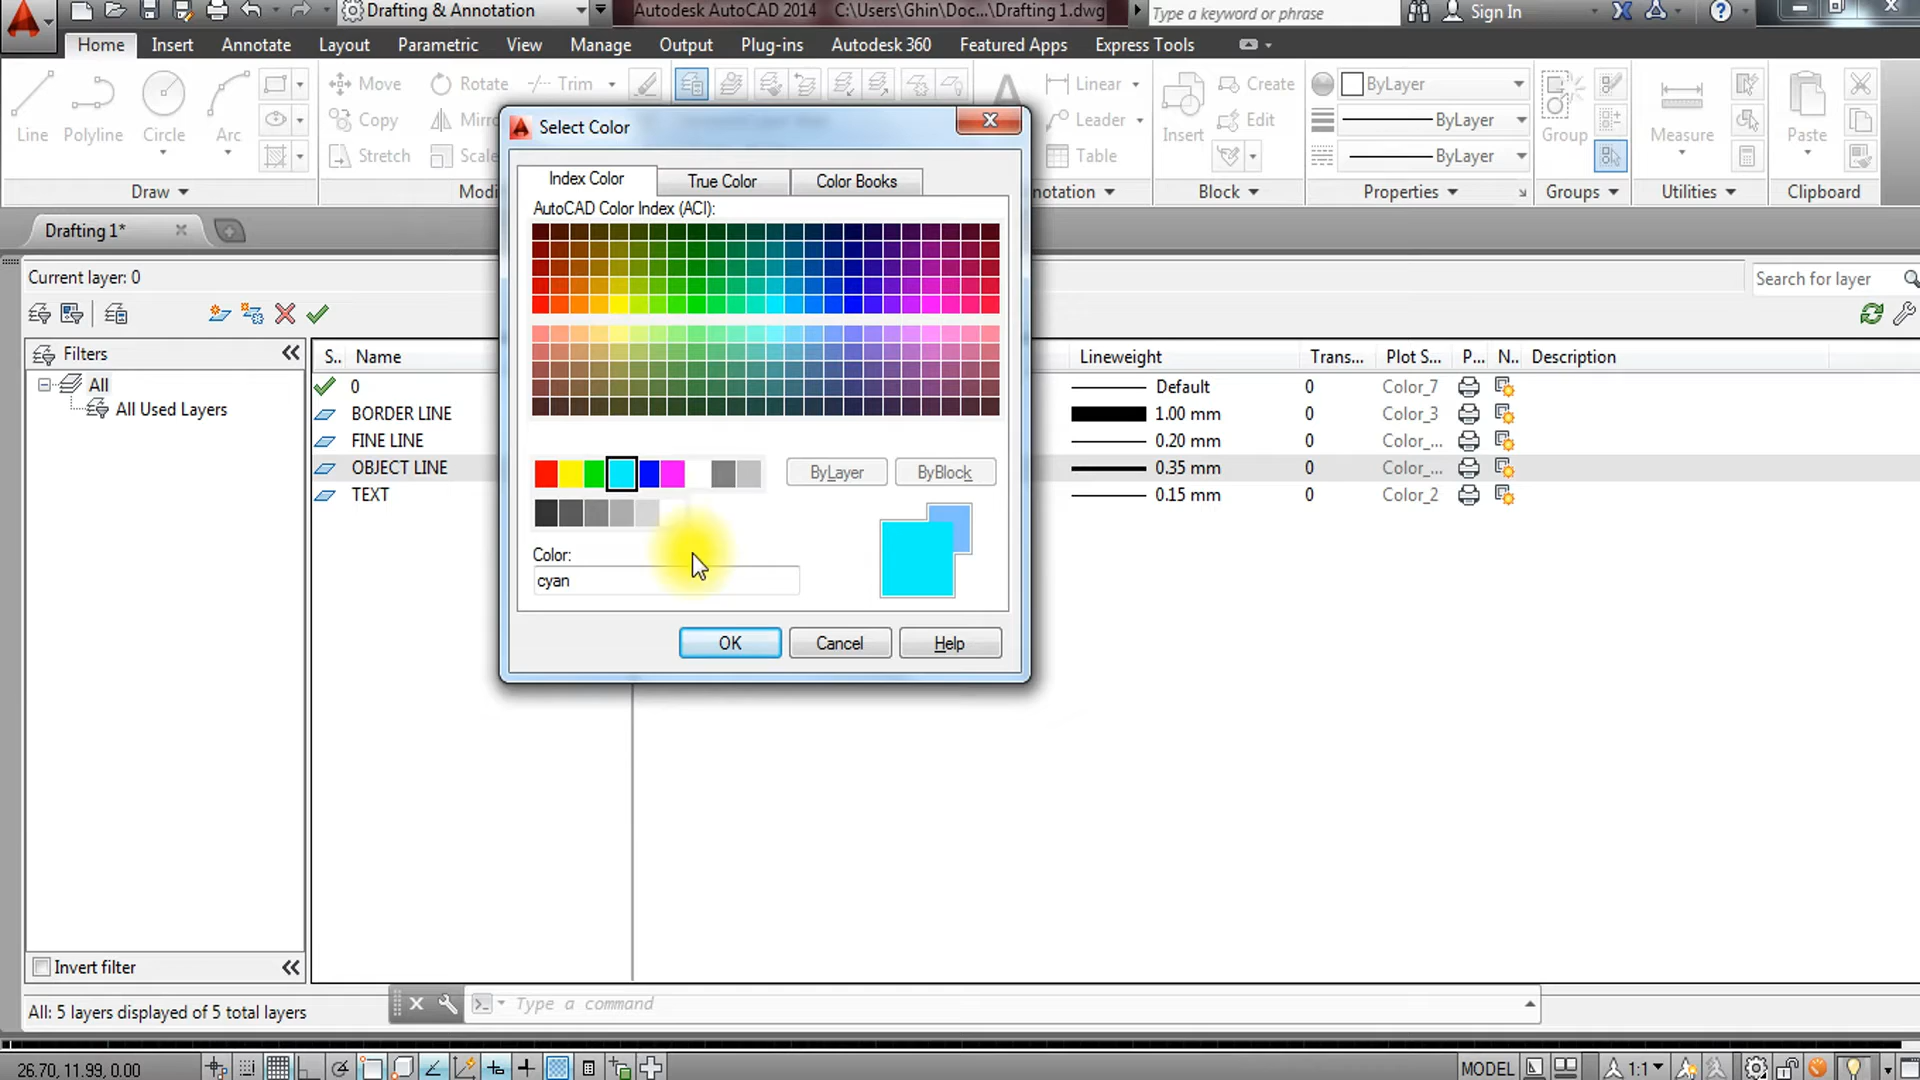 Drafting & Annotation
Autodesk AutoCAD 2014 C:\Users\Ghin\Doc...\Drafting 1.dwg
Type a keyword or phrase
Sign In
Home Insert Annotate Layout Parametric View Manage Output Plug-ins Autodesk 360 Featured Apps Express Tools
Line Polyline Circle Arc
Move Rotate Trim
Copy
Stretch
Linear
Leader
Table
Insert
Create
Edit
ByLayer
ByLayer
ByLayer
Group
Measure
Paste
Draw
Block
Properties
Groups
Utilities
Clipboard
Drafting 1*
Current layer: 0
Search for layer
Filters
All
All Used Layers
Invert filter
All: 5 layers displayed of 5 total layers
S.. Name Lineweight Trans... Plot S... P... N.. Description
0 Default 0 Color_7
BORDER LINE 1.00 mm 0 Color_3
FINE LINE 0.20 mm 0 Color_...
OBJECT LINE 0.35 mm 0 Color_...
TEXT 0.15 mm 0 Color_2
Select Color
Index Color True Color Color Books
AutoCAD Color Index (ACI):
ByLayer ByBlock
Color:
cyan
OK Cancel Help
Type a command
26.70, 11.99, 0.00
MODEL
1:1